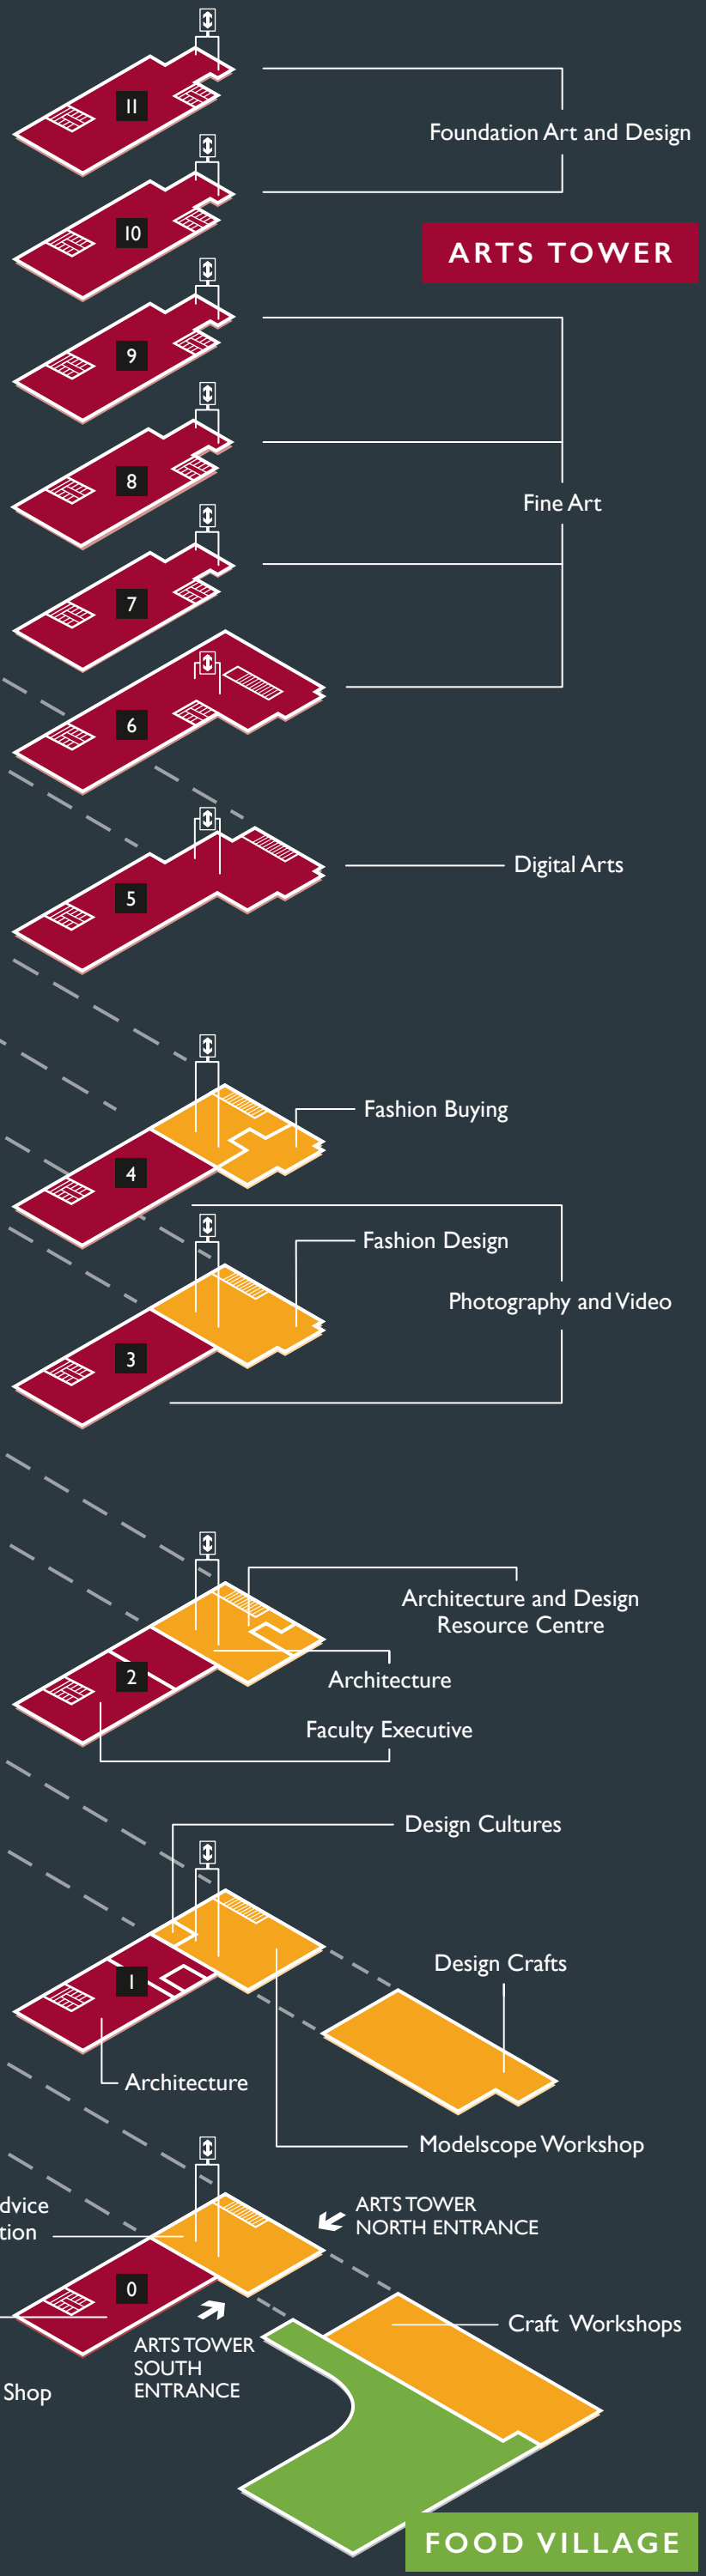 11
Foundation Art and Design
10
ARTS TOWER
9
8
Fine Art
7
6
Digital Arts
5
Fashion Buying
4
Fashion Design
Photography and Video
3
Architecture and Design
Resource Centre
2
Architecture
Faculty Executive
Design Cultures
Design Crafts
1
Architecture
Modelscope Workshop
dvice
tion
ARTS TOWER
NORTH ENTRANCE
0
Craft Workshops
ARTS TOWER
SOUTH
ENTRANCE
Shop
FOOD VILLAGE